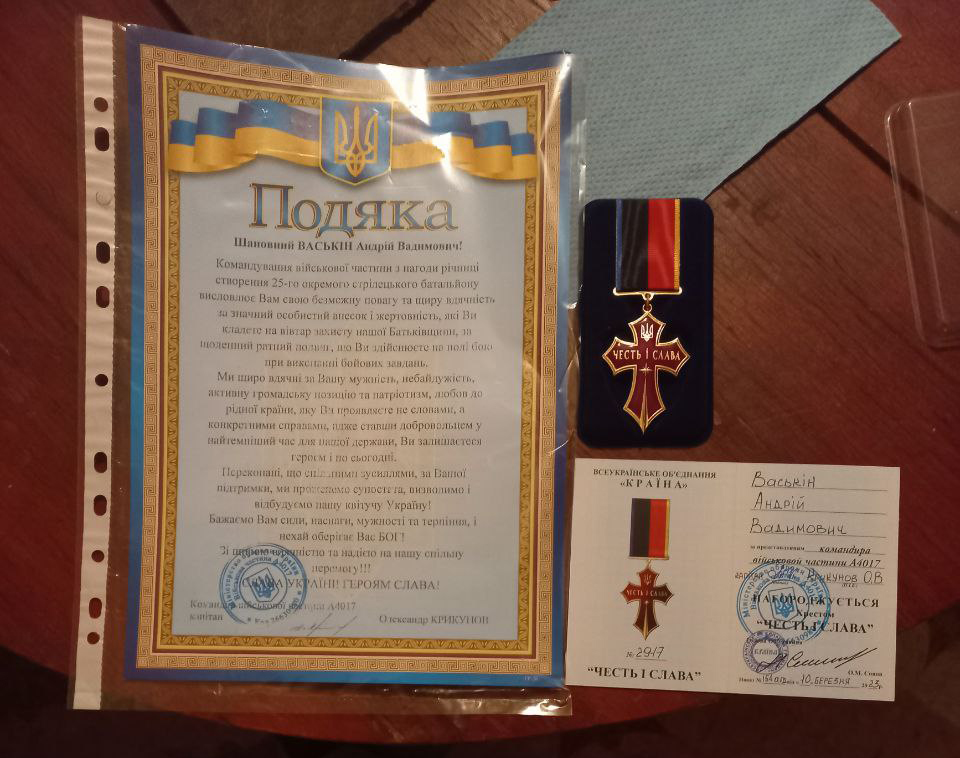 Подяка
Шановний ВАСЬКІН Андрій Вадимович!
Командування військової частини з нагоди річниці
створення 25-го окремого стрілецького батальйону
висловлює Вам свою безмежну повагу та щиру вдячність
за значний особистий внесок і жертовність, які Ви
кладете на вівтар захисту нашої Батьківщини, за
щоденний ратний подвиг, що Ви здійснюєте на полі бою
при виконанні бойових завдань.
Ми щиро вдячні за Вашу мужність, небайдужість,
активну громадську позицію та патріотизм, любов до
рідної країни, яку Ви проявляєте не словами, а
конкретними справами, адже ставши добровольцем у
найтемніший час для нашої держави, Ви залишаєтеся
героєм і по сьогодні.
Переконані, що спільними зусиллями, за Вашої
підтримки, ми проженемо супостата, визволимо і
відбудуємо нашу квітучу Україну!
Бажаємо Вам сили, наснаги, мужності та терпіння, і
нехай оберігає Вас БОГ!
Зі щирою вдячністю та надією на нашу спільну
перемогу!!!
СЛАВА УКРАЇНІ! ГЕРОЯМ СЛАВА!
Командир військової частини А4017
капітан Олександр КРИКУНОВ
ЧЕСТЬ І СЛАВА
ВСЕУКРАЇНСЬКЕ ОБ'ЄДНАННЯ
«КРАЇНА»
ЧЕСТЬ І СЛАВА
№ 2917
“ЧЕСТЬ І СЛАВА”
Васькін
Андрій
Вадимович
за представленням командира
військової частини А4017
Крикунов О.В
НАГОРОДЖУЄТЬСЯ
Хрестом
“ЧЕСТЬ І СЛАВА”
КРАЇНА
10 БЕРЕЗНЯ 2023 р.